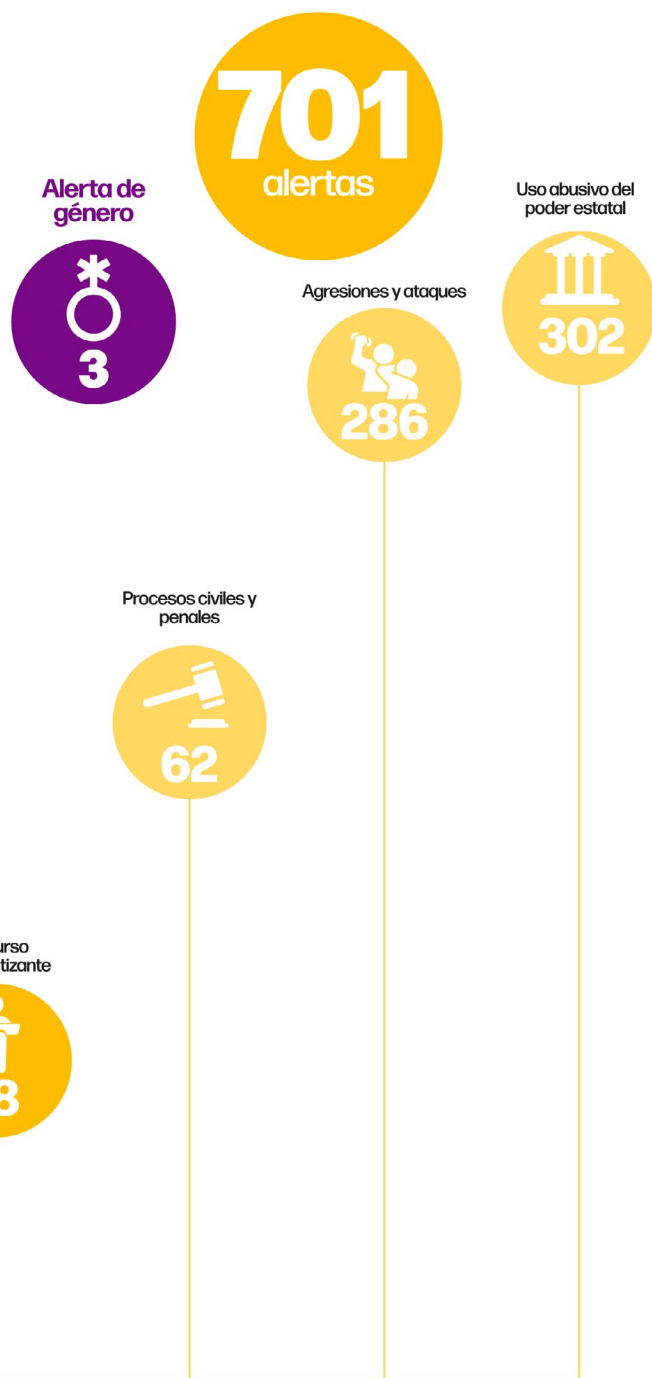 701
alertas
Alerta de
género
3
Uso abusivo del
poder estatal
302
Agresiones y ataques
286
Procesos civiles y
penales
62